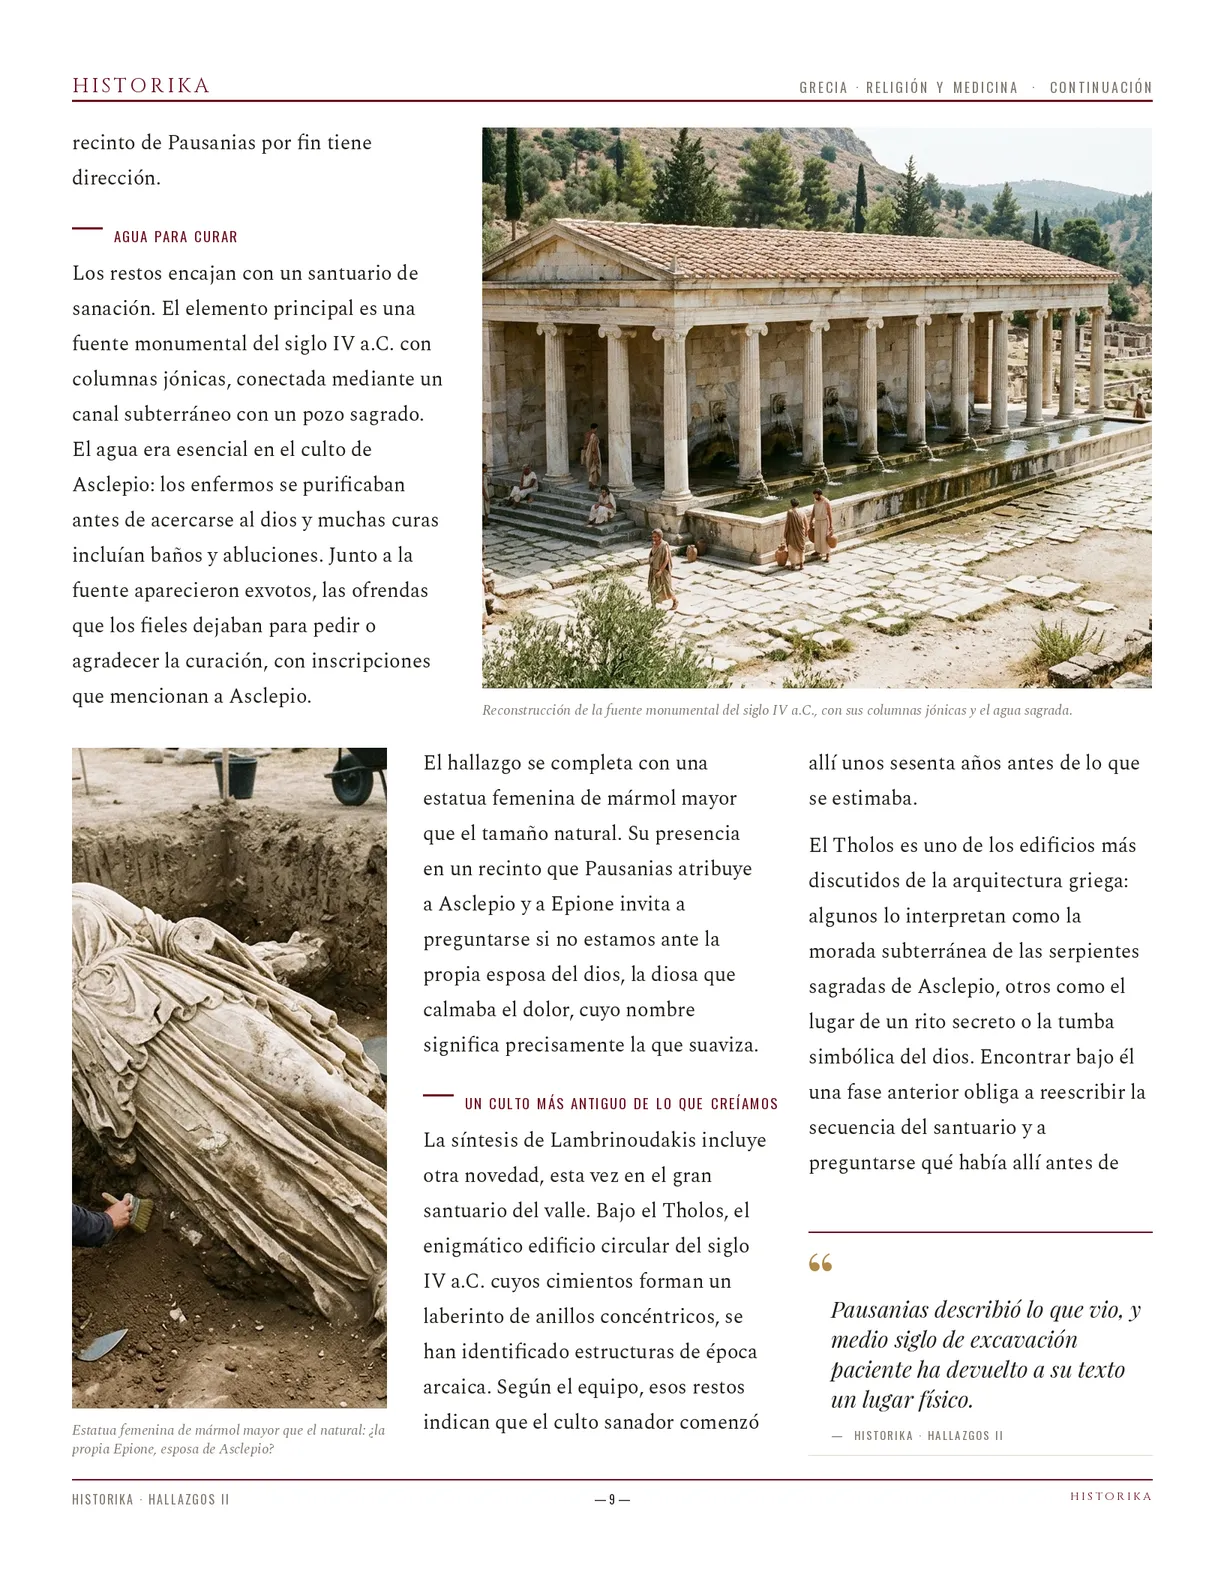 HISTORIKA
GRECIA · RELIGIÓN Y MEDICINA · CONTINUACIÓN
recinto de Pausanias por fin tiene
dirección.
AGUA PARA CURAR
Los restos encajan con un santuario de
sanación. El elemento principal es una
fuente monumental del siglo IV a.C. con
columnas jónicas, conectada mediante un
canal subterráneo con un pozo sagrado.
El agua era esencial en el culto de
Asclepio: los enfermos se purificaban
antes de acercarse al dios y muchas curas
incluían baños y abluciones. Junto a la
fuente aparecieron exvotos, las ofrendas
que los fieles dejaban para pedir o
agradecer la curación, con inscripciones
que mencionan a Asclepio.
Reconstrucción de la fuente monumental del siglo IV a.C., con sus columnas jónicas y el agua sagrada.
Estatua femenina de mármol mayor que el natural: ¿la
propia Epione, esposa de Asclepio?
El hallazgo se completa con una
estatua femenina de mármol mayor
que el tamaño natural. Su presencia
en un recinto que Pausanias atribuye
a Asclepio y a Epione invita a
preguntarse si no estamos ante la
propia esposa del dios, la diosa que
calmaba el dolor, cuyo nombre
significa precisamente la que suaviza.
UN CULTO MÁS ANTIGUO DE LO QUE CREÍAMOS
La síntesis de Lambrinoudakis incluye
otra novedad, esta vez en el gran
santuario del valle. Bajo el Tholos, el
enigmático edificio circular del siglo
IV a.C. cuyos cimientos forman un
laberinto de anillos concéntricos, se
han identificado estructuras de época
arcaica. Según el equipo, esos restos
indican que el culto sanador comenzó
allí unos sesenta años antes de lo que
se estimaba.
El Tholos es uno de los edificios más
discutidos de la arquitectura griega:
algunos lo interpretan como la
morada subterránea de las serpientes
sagradas de Asclepio, otros como el
lugar de un rito secreto o la tumba
simbólica del dios. Encontrar bajo él
una fase anterior obliga a reescribir la
secuencia del santuario y a
preguntarse qué había allí antes de
“
Pausanias describió lo que vio, y
medio siglo de excavación
paciente ha devuelto a su texto
un lugar físico.
— HISTORIKA · HALLAZGOS II
HISTORIKA · HALLAZGOS II
— 9 —
HISTORIKA